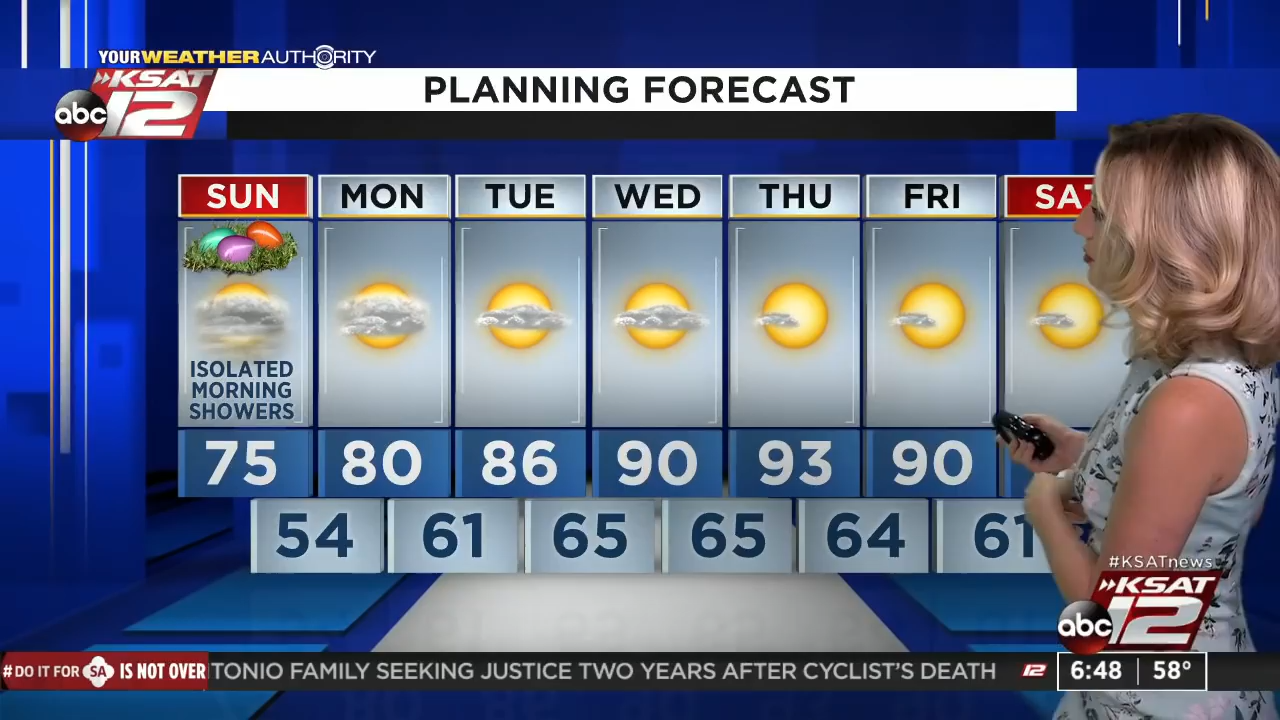 YOURWEATHERAUTHORITY
KSAT
abc 12
PLANNING FORECAST
SUN MON TUE WED THU FRI SAT
ISOLATED
MORNING
SHOWERS
75 80 86 90 93 90
54 61 65 65 64 61
#KSATnews
KSAT
abc 12
#DO IT FOR SA IS NOT OVER TONIO FAMILY SEEKING JUSTICE TWO YEARS AFTER CYCLIST'S DEATH 12 6:48 58°